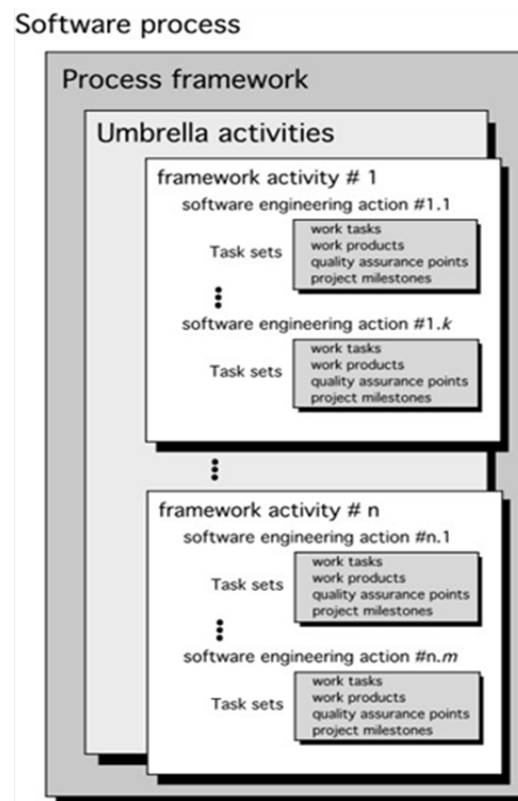 Software process
Process framework
Umbrella activities
framework activity # 1
software engineering action #1.1
Task sets
work tasks
work products
quality assurance points
project milestones
software engineering action #1.k
Task sets
work tasks
work products
quality assurance points
project milestones
framework activity # n
software engineering action #n.1
Task sets
work tasks
work products
quality assurance points
project milestones
software engineering action #n.m
Task sets
work tasks
work products
quality assurance points
project milestones